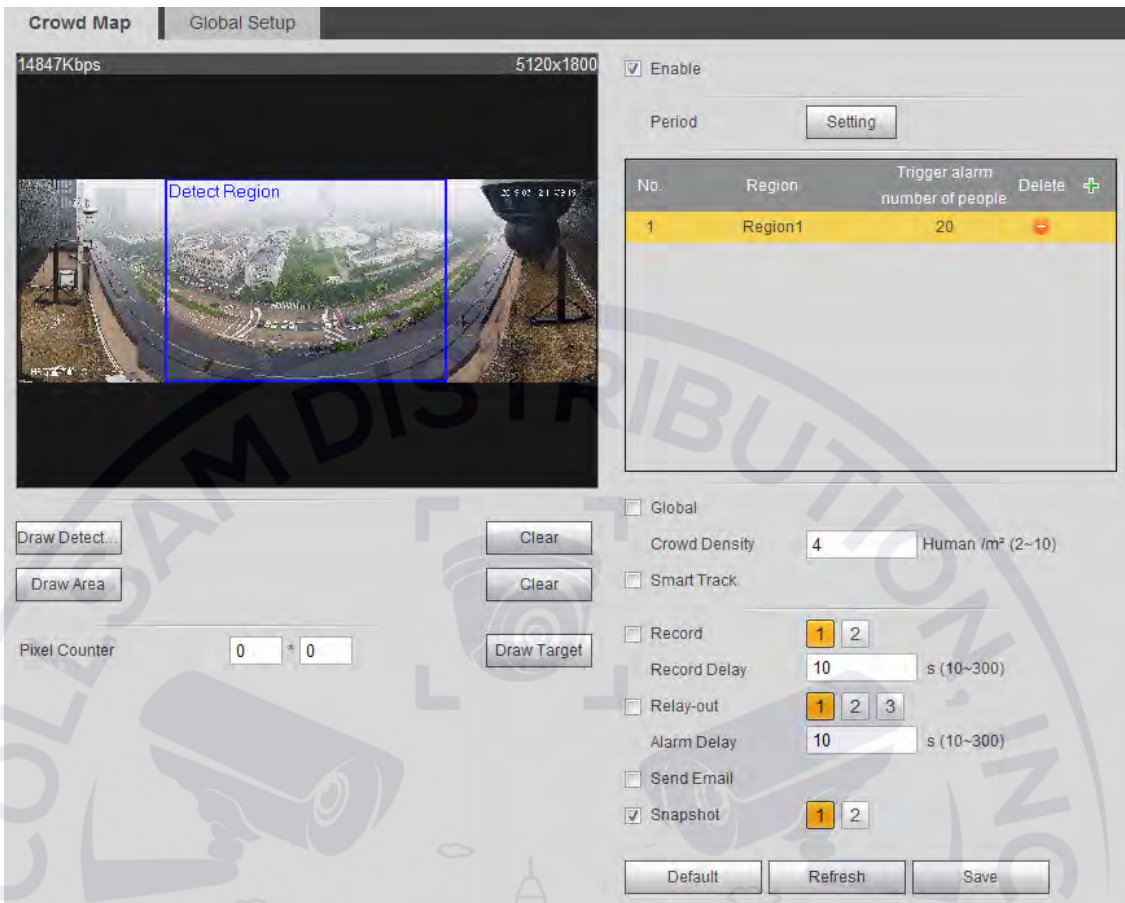 Crowd Map
Global Setup
14847Kbps
5120x1800
Detect Region
Draw Detect...
Clear
Draw Area
Clear
Pixel Counter 0 * 0
Draw Target
Enable
Period Setting
No. Region Trigger alarm number of people Delete
1 Region1 20
Global
Crowd Density 4 Human /m² (2~10)
Smart Track
Record 1 2
Record Delay 10 s (10~300)
Relay-out 1 2 3
Alarm Delay 10 s (10~300)
Send Email
Snapshot 1 2
Default Refresh Save
SAM DISTRIBUTION, INC